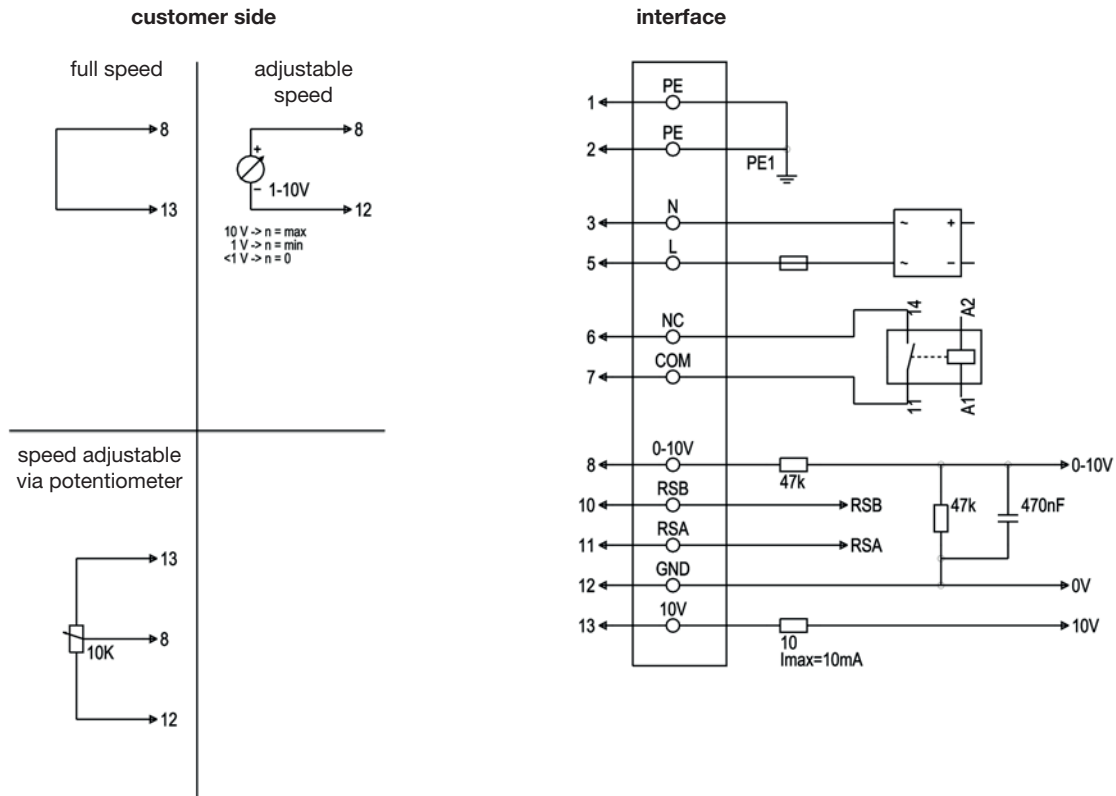 customer side
full speed
8
13
adjustable
speed
8
+
− 1-10V
12
10 V -> n = max
1 V -> n = min
<1 V -> n = 0
speed adjustable
via potentiometer
13
8
10K
12
interface
PE
1
PE
2
PE1
N
3
~ +
L
5
~ −
14
A2
NC
6
COM
7
11
A1
0-10V
8
0-10V
47k
RSB
10
RSB
47k
470nF
RSA
11
RSA
GND
12
0V
10V
13
10V
10
Imax=10mA